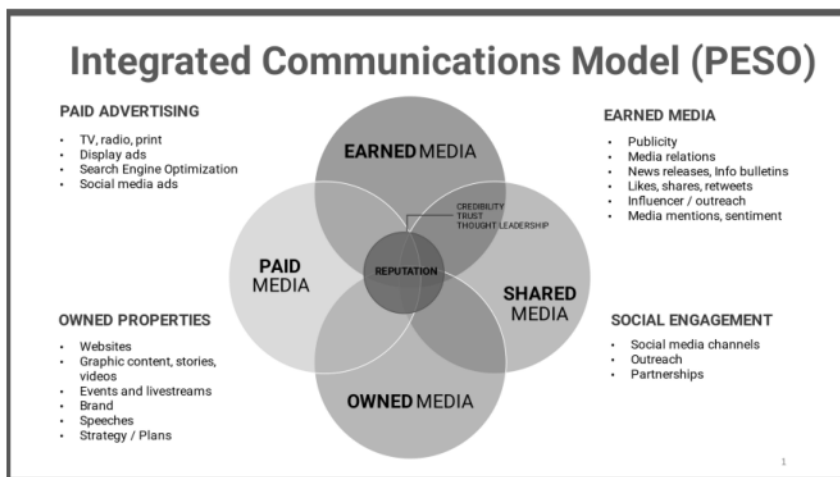 Integrated Communications Model (PESO)
PAID ADVERTISING
• TV, radio, print
• Display ads
• Search Engine Optimization
• Social media ads
EARNED MEDIA
• Publicity
• Media relations
• News releases, Info bulletins
• Likes, shares, retweets
• Influencer / outreach
• Media mentions, sentiment
EARNED MEDIA
CREDIBILITY
TRUST
THOUGHT LEADERSHIP
PAID
MEDIA
REPUTATION
SHARED
MEDIA
OWNED MEDIA
OWNED PROPERTIES
• Websites
• Graphic content, stories,
videos
• Events and livestreams
• Brand
• Speeches
• Strategy / Plans
SOCIAL ENGAGEMENT
• Social media channels
• Outreach
• Partnerships
1